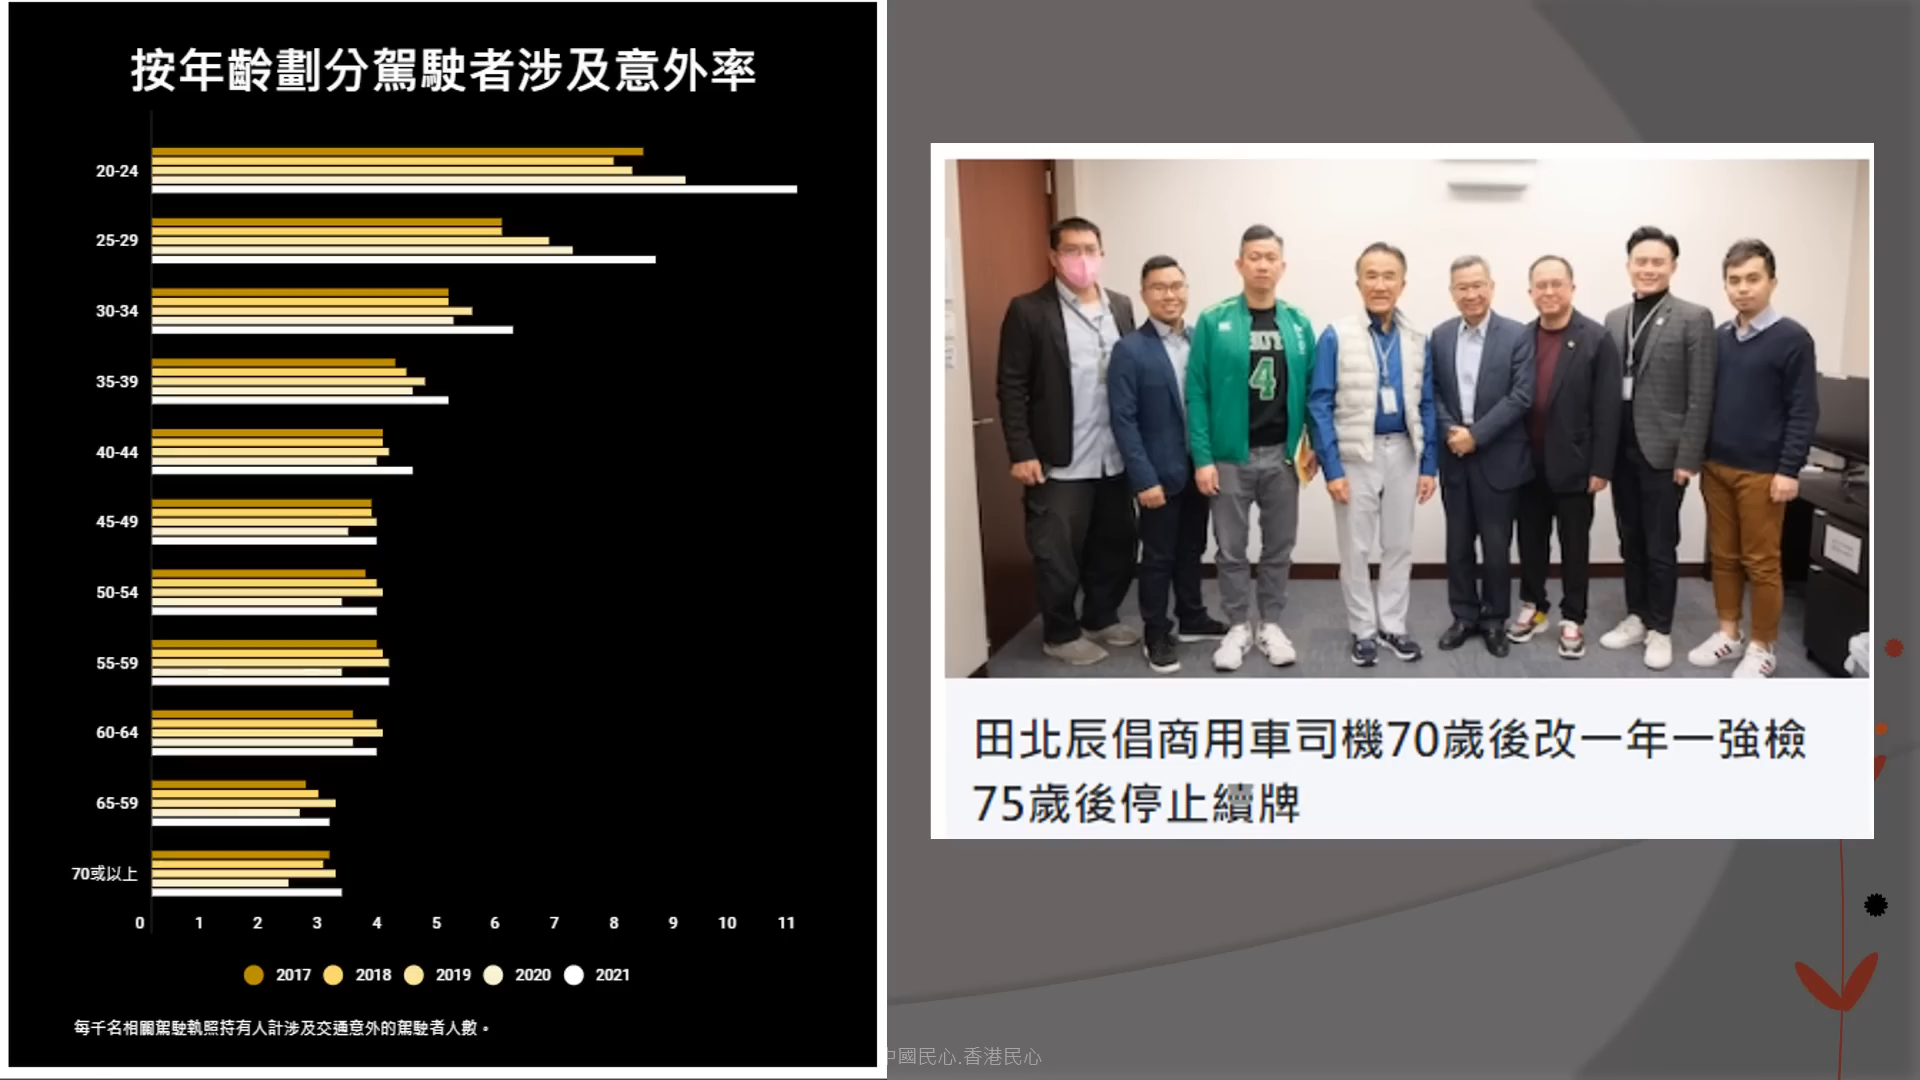 按年齡劃分駕駛者涉及意外率
20-24
25-29
30-34
35-39
40-44
45-49
50-54
55-59
60-64
65-59
70或以上
0 1 2 3 4 5 6 7 8 9 10 11
2017 2018 2019 2020 2021
每千名相關駕駛執照持有人計涉及交通意外的駕駛者人數。
4
田北辰倡商用車司機70歲後改一年一強檢
75歲後停止續牌
中國民心.香港民心